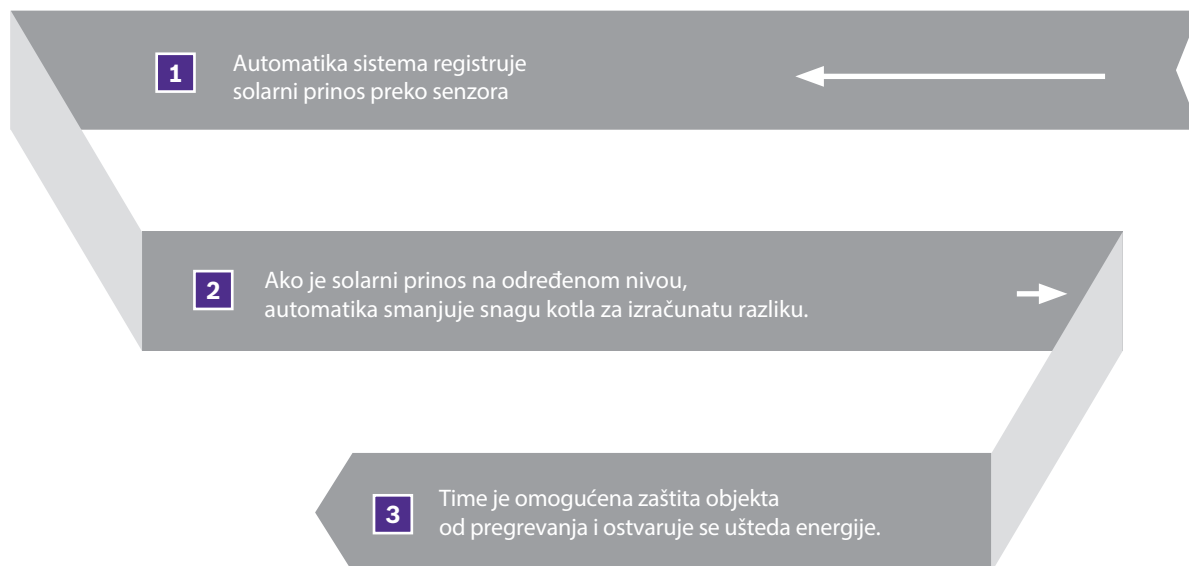 1
Automatika sistema registruje
solarni prinos preko senzora
2
Ako je solarni prinos na određenom nivou,
automatika smanjuje snagu kotla za izračunatu razliku.
3
Time je omogućena zaštita objekta
od pregrevanja i ostvaruje se ušteda energije.